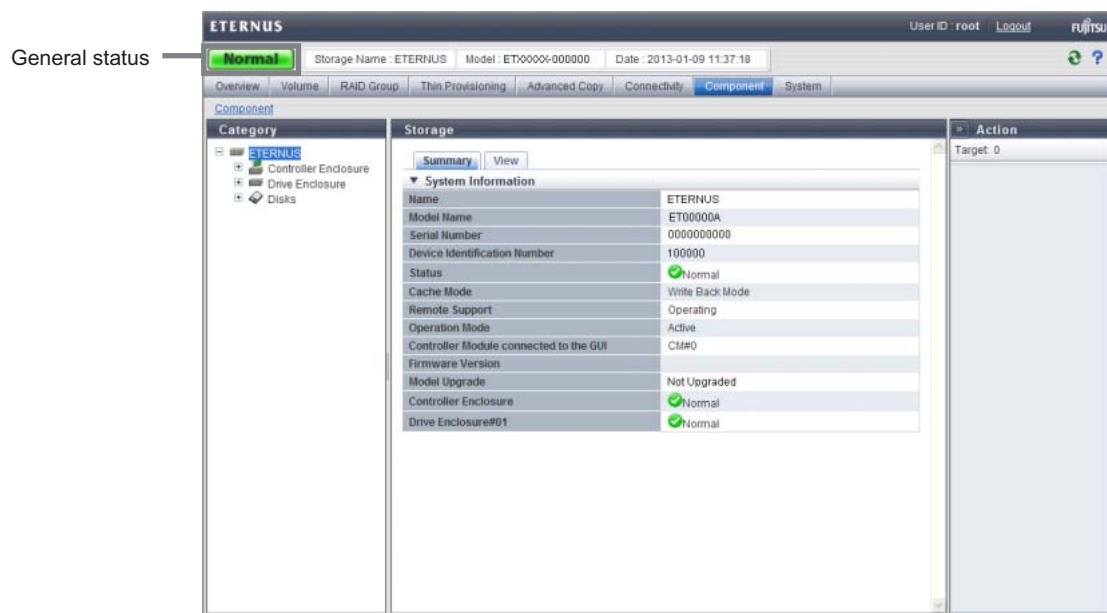 ETERNUS
User ID : root Logout FUJITSU
General status
Normal Storage Name : ETERNUS Model : ETXXXXX-000000 Date : 2013-01-09 11:37:18 ?
Overview Volume RAID Group Thin Provisioning Advanced Copy Connectivity Component System
Component
Category
ETERNUS
Controller Enclosure
Drive Enclosure
Disks
Storage
Summary View
System Information
Name ETERNUS
Model Name ET00000A
Serial Number 0000000000
Device Identification Number 100000
Status Normal
Cache Mode Write Back Mode
Remote Support Operating
Operation Mode Active
Controller Module connected to the GUI CM#0
Firmware Version
Model Upgrade Not Upgraded
Controller Enclosure Normal
Drive Enclosure#01 Normal
» Action
Target: 0